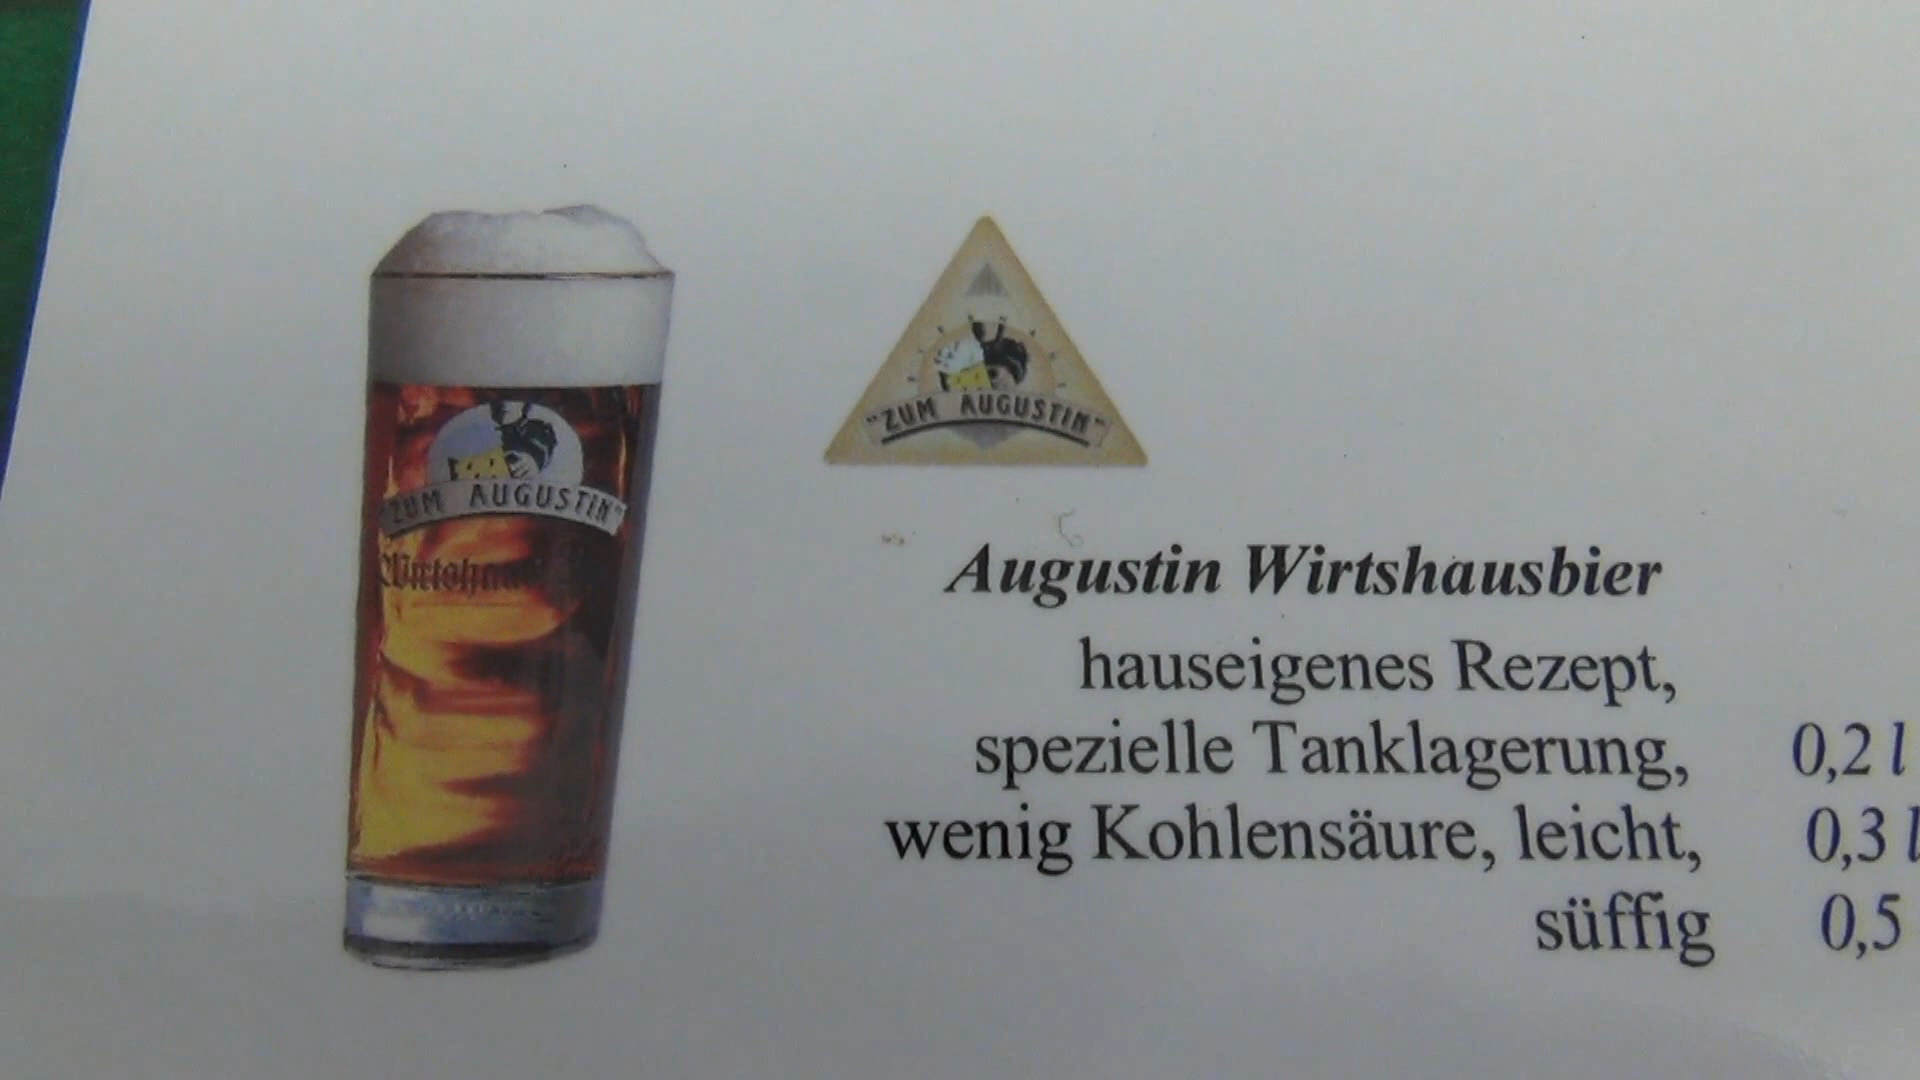 "ZUM AUGUSTIN"
"ZUM AUGUSTIN"
Augustin Wirtshausbier
hauseigenes Rezept,
spezielle Tanklagerung, 0,2 l
wenig Kohlensäure, leicht, 0,3 l
süffig 0,5